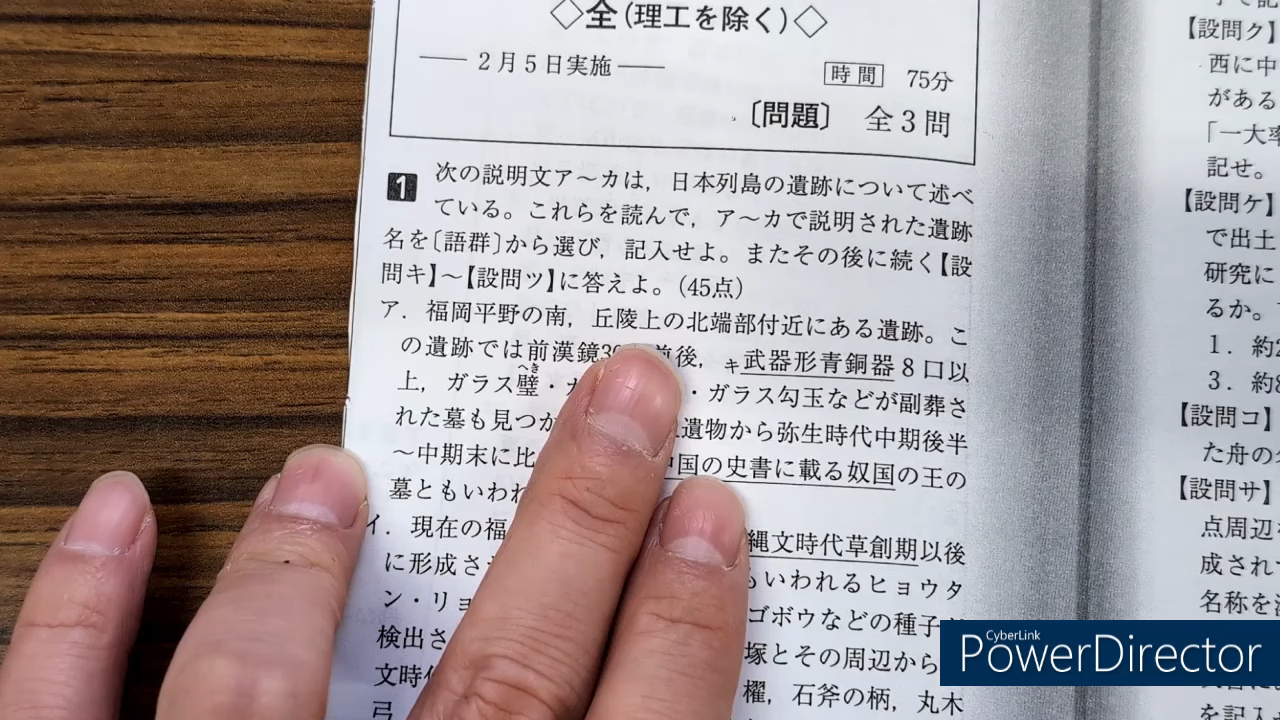 ◇全(理工を除く)◇
── 2月5日実施 ──
時間 75分
〔問題〕 全3問
1 次の説明文ア〜カは，日本列島の遺跡について述べ
ている。これらを読んで，ア〜カで説明された遺跡
名を〔語群〕から選び，記入せよ。またその後に続く【設
問キ】〜【設問ツ】に答えよ。(45点)
ア．福岡平野の南，丘陵上の北端部付近にある遺跡。こ
の遺跡では前漢鏡 前後，キ武器形青銅器8口以
へき
上，ガラス璧・ ・ガラス勾玉などが副葬さ
れた墓も見つか 遺物から弥生時代中期後半
〜中期末に比 中国の史書に載る奴国の王の
墓ともいわれ
イ．現在の福 縄文時代草創期以後
に形成さ もいわれるヒョウタ
ン・リョ ゴボウなどの種子
検出さ 塚とその周辺から
文時代 櫂，石斧の柄，丸木
弓
【設問ク】
西に中
がある
「一大率
記せ。
【設問ケ】
で出土
研究に
るか。
1．約
3．約
【設問コ】
た舟の
【設問サ】
点周辺
成されて
名称を
を記入
CyberLink
PowerDirector